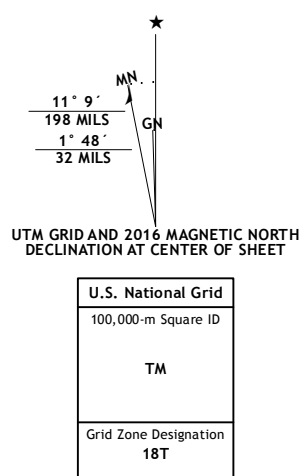 ★
MN
GN
11° 9´
198 MILS
1° 48´
32 MILS
UTM GRID AND 2016 MAGNETIC NORTH
DECLINATION AT CENTER OF SHEET
U.S. National Grid
100,000-m Square ID
TM
Grid Zone Designation
18T